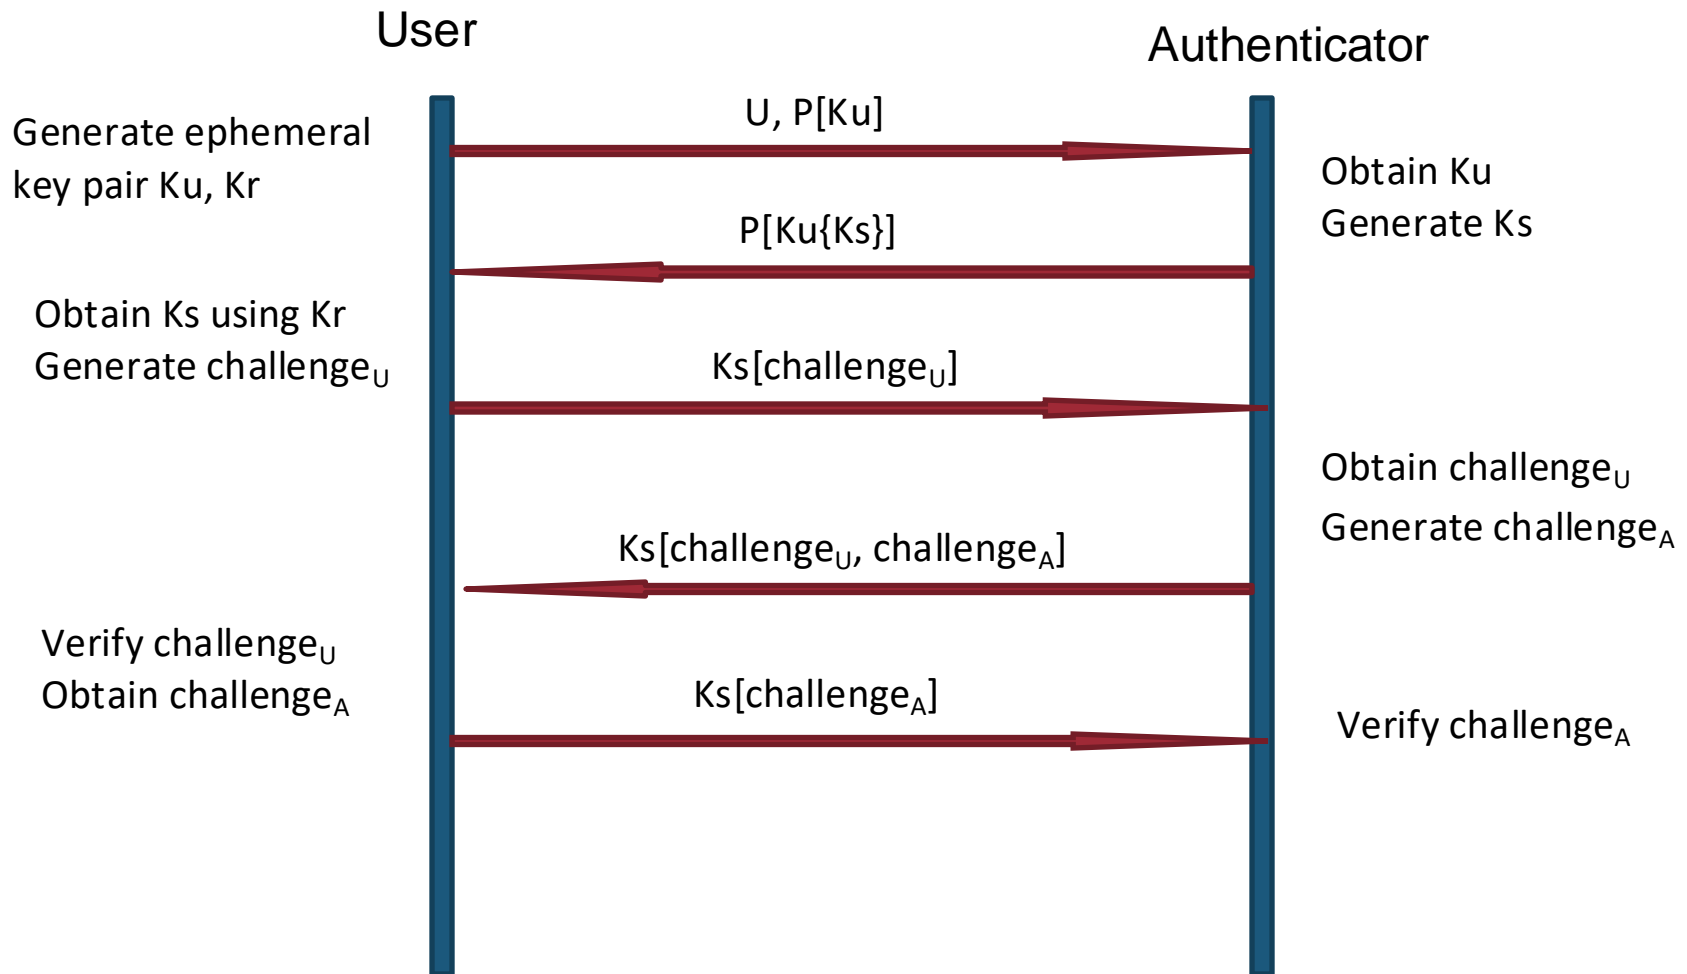 User
Authenticator
U, P[Ku]
Generate ephemeral
key pair Ku, Kr
Obtain Ku
Generate Ks
P[Ku{Ks}]
Obtain Ks using Kr
Generate challengeU
Ks[challengeU]
Obtain challengeU
Generate challengeA
Ks[challengeU, challengeA]
Verify challengeU
Obtain challengeA
Ks[challengeA]
Verify challengeA